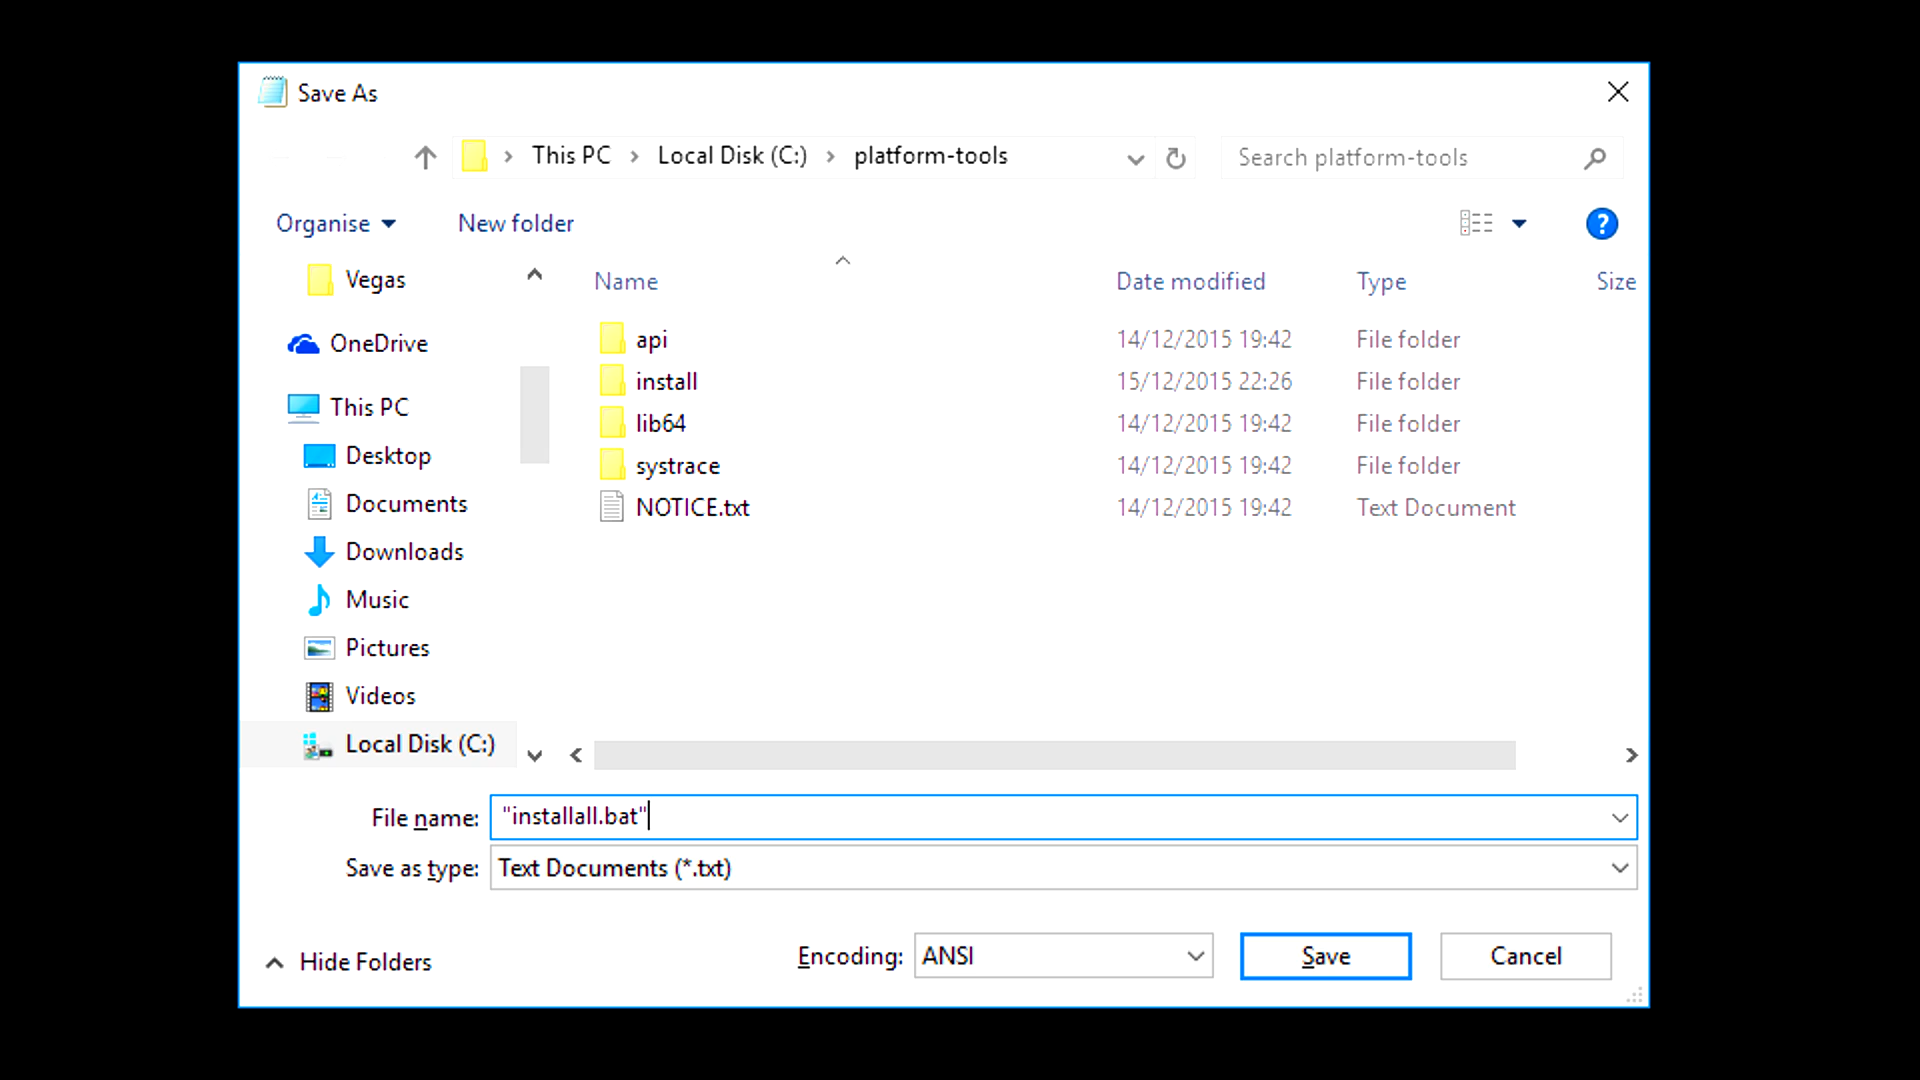 Save As
This PC > Local Disk (C:) > platform-tools
Search platform-tools
Organise
New folder
?
Vegas
OneDrive
This PC
Desktop
Documents
Downloads
Music
Pictures
Videos
Local Disk (C:)
Name Date modified Type Size
api 14/12/2015 19:42 File folder
install 15/12/2015 22:26 File folder
lib64 14/12/2015 19:42 File folder
systrace 14/12/2015 19:42 File folder
NOTICE.txt 14/12/2015 19:42 Text Document
File name: "installall.bat"
Save as type: Text Documents (*.txt)
Hide Folders
Encoding: ANSI
Save
Cancel